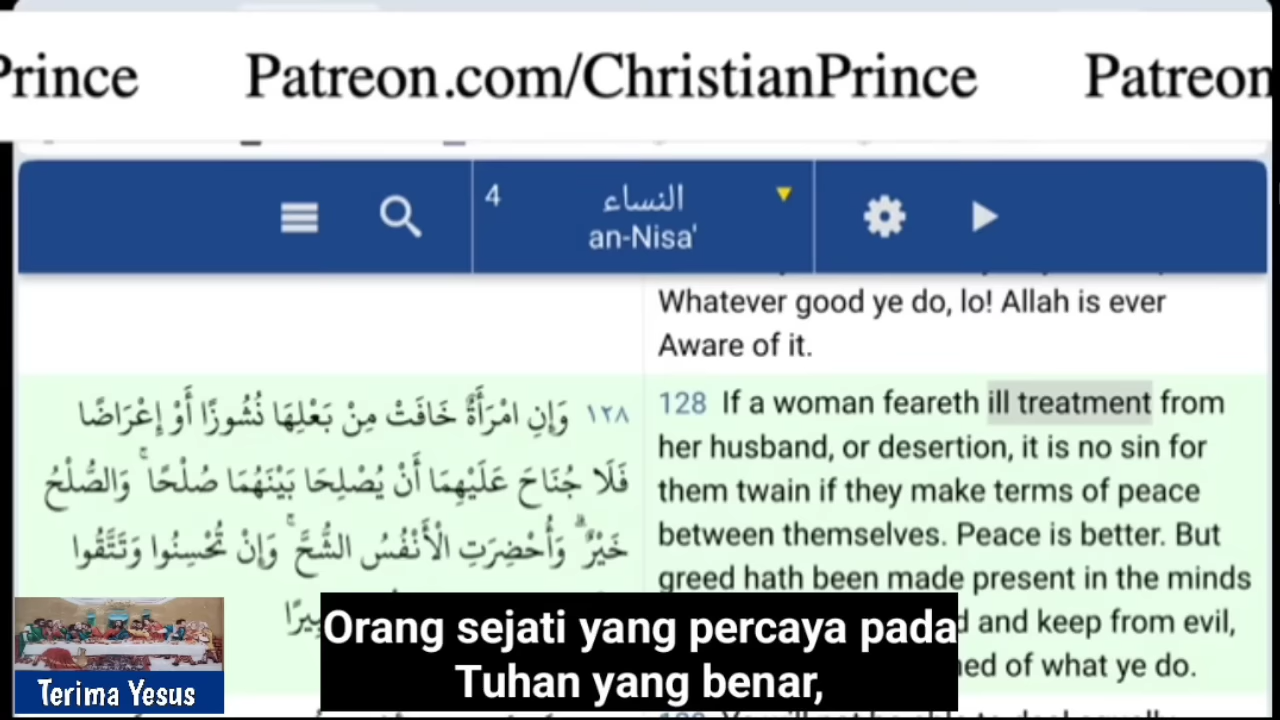 Prince Patreon.com/ChristianPrince Patreon
4
النساء
an-Nisa'
Whatever good ye do, lo! Allah is ever
Aware of it.
١٢٨ وَإِنِ امْرَأَةٌ خَافَتْ مِنْ بَعْلِهَا نُشُوزًا أَوْ إِعْرَاضًا
فَلَا جُنَاحَ عَلَيْهِمَا أَنْ يُصْلِحَا بَيْنَهُمَا صُلْحًا ۚ وَالصُّلْحُ
خَيْرٌ ۗ وَأُحْضِرَتِ الْأَنْفُسُ الشُّحَّ ۚ وَإِنْ تُحْسِنُوا وَتَتَّقُوا
128 If a woman feareth ill treatment from
her husband, or desertion, it is no sin for
them twain if they make terms of peace
between themselves. Peace is better. But
greed hath been made present in the minds
and keep from evil,
of what ye do.
Orang sejati yang percaya pada
Tuhan yang benar,
Terima Yesus